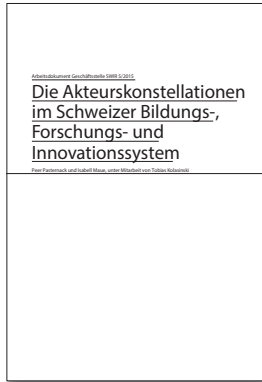 Arbeitsdokument Geschäftsstelle SWIR 5/2015
Die Akteurskonstellationen
im Schweizer Bildungs-,
Forschungs- und
Innovationssystem
Peer Pasternack und Isabell Maue, unter Mitarbeit von Tobias Kolasinski